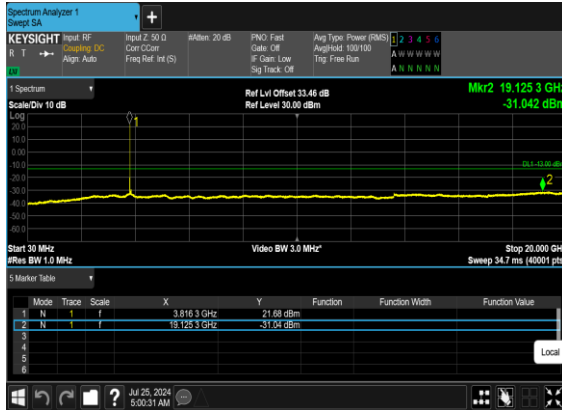 Spectrum Analyzer 1
Swept SA
+
KEYSIGHT Input: RF Input Z: 50 Ω #Atten: 20 dB PNO: Fast Avg Type: Power (RMS) 1 2 3 4 5 6
R T Coupling: DC Corr CCorr Gate: Off Avg|Hold: 100/100 A W W W W W
Align: Auto Freq Ref: Int (S) IF Gain: Low Trig: Free Run
Sig Track: Off A N N N N N
1 Spectrum Ref Lvl Offset 33.46 dB Mkr2 19.125 3 GHz
Scale/Div 10 dB Ref Level 30.00 dBm -31.042 dBm
Log
1
20.0
10.0
0.00
-10.0
DL1 -13.00 dBm
-20.0
2
-30.0
-40.0
-50.0
-60.0
Start 30 MHz Video BW 3.0 MHz* Stop 20.000 GHz
#Res BW 1.0 MHz Sweep 34.7 ms (40001 pts)
5 Marker Table
Mode Trace Scale X Y Function Function Width Function Value
1 N 1 f 3.816 3 GHz 21.68 dBm
2 N 1 f 19.125 3 GHz -31.04 dBm
3
4
5
6
Local
?
Jul 25, 2024
5:00:31 AM